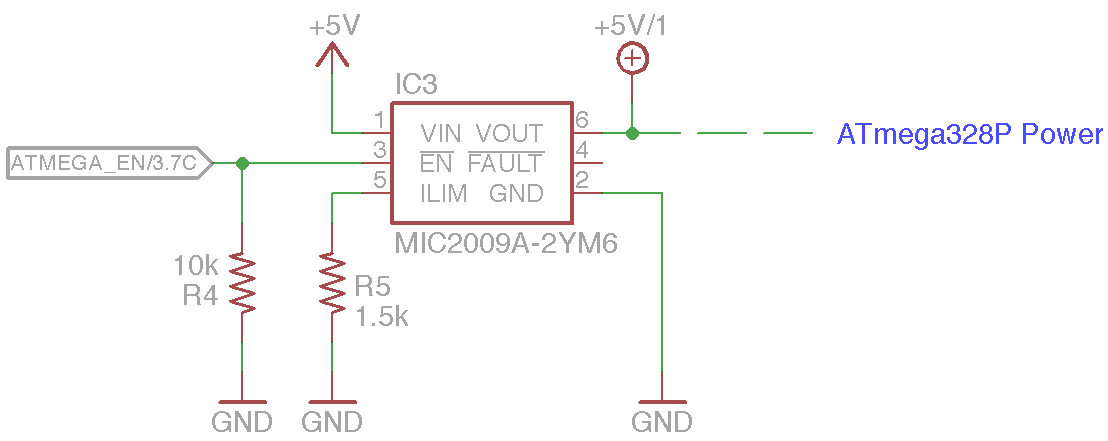 +5V
+5V/1
IC3
1
VIN VOUT
6
ATmega328P Power
ATMEGA_EN/3.7C
3
EN FAULT
4
5
ILIM GND
2
MIC2009A-2YM6
10k
R4
R5
1.5k
GND
GND
GND